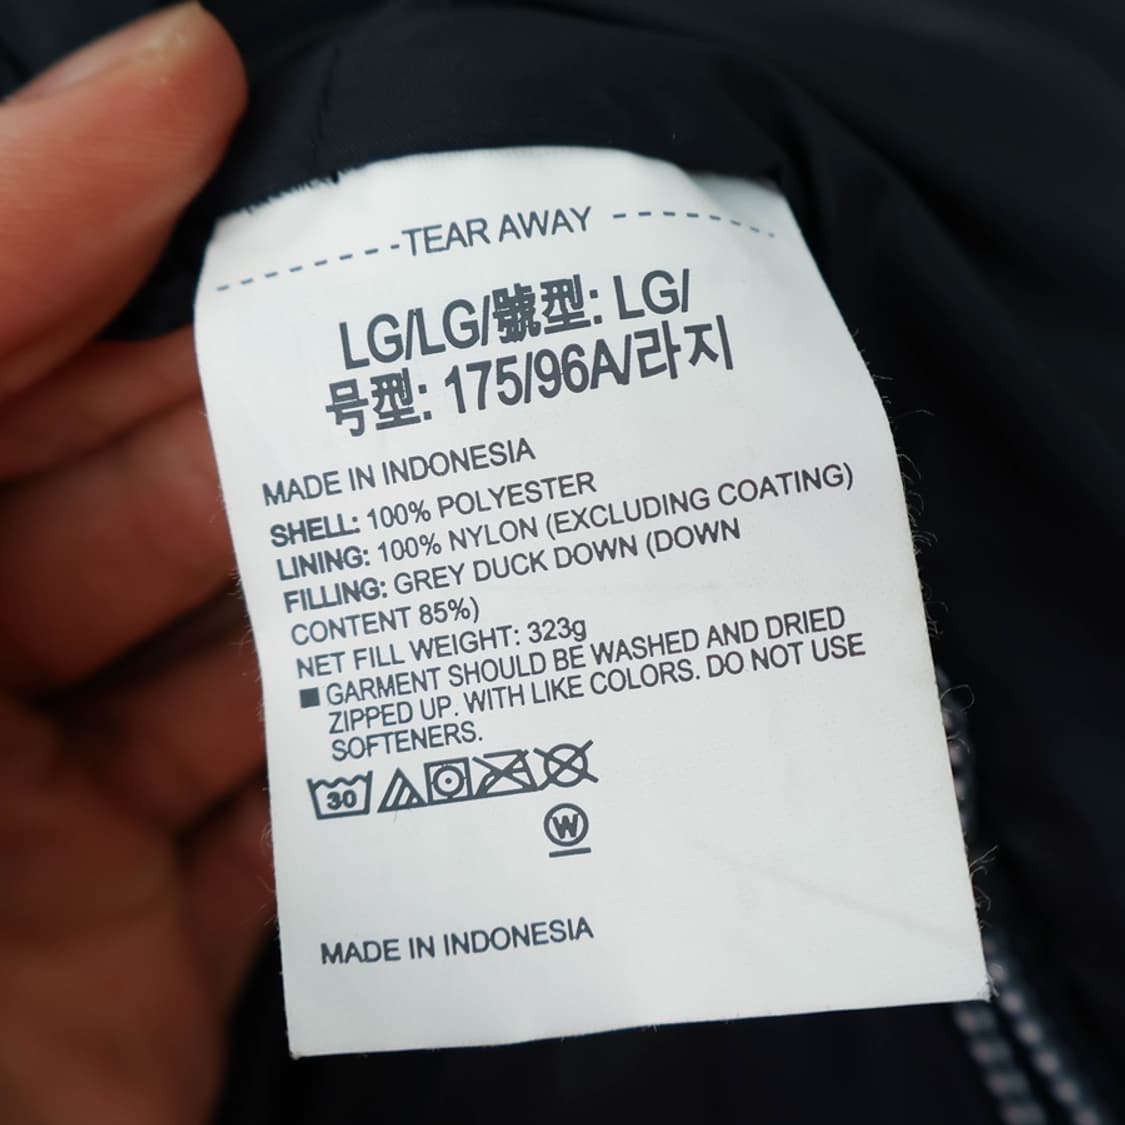 TEAR AWAY
LG/LG/號型: LG/
号型: 175/96A/라지
MADE IN INDONESIA
SHELL: 100% POLYESTER
LINING: 100% NYLON (EXCLUDING COATING)
FILLING: GREY DUCK DOWN (DOWN
CONTENT 85%)
NET FILL WEIGHT: 323g
GARMENT SHOULD BE WASHED AND DRIED
ZIPPED UP. WITH LIKE COLORS. DO NOT USE
SOFTENERS.
30
W
MADE IN INDONESIA